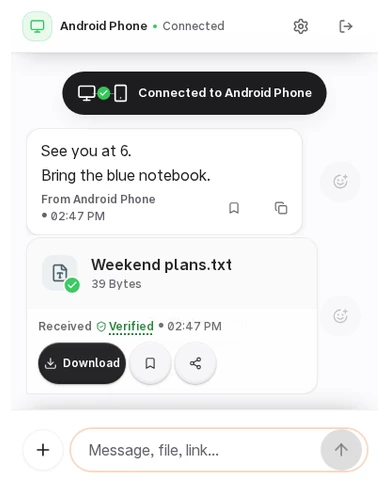 Android Phone • Connected
Connected to Android Phone
See you at 6.
Bring the blue notebook.
From Android Phone
• 02:47 PM
Weekend plans.txt
39 Bytes
Received Verified • 02:47 PM
Download
Message, file, link...